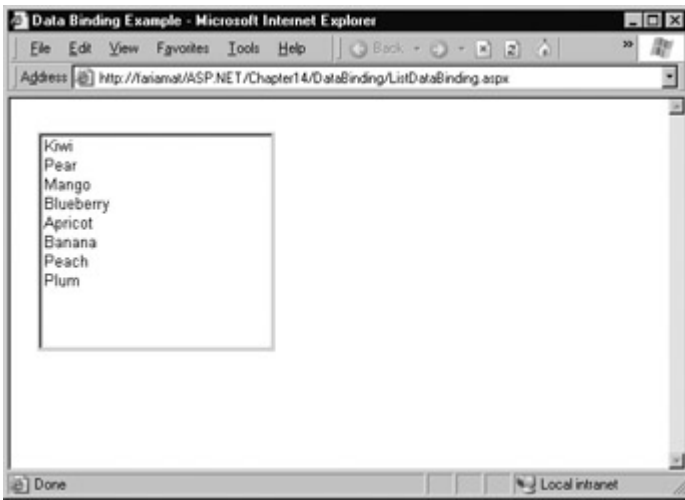 Data Binding Example - Microsoft Internet Explorer
File Edit View Favorites Tools Help Back »
Address http://fariamat/ASP.NET/Chapter14/DataBinding/ListDataBinding.aspx
Kiwi
Pear
Mango
Blueberry
Apricot
Banana
Peach
Plum
Done Local intranet